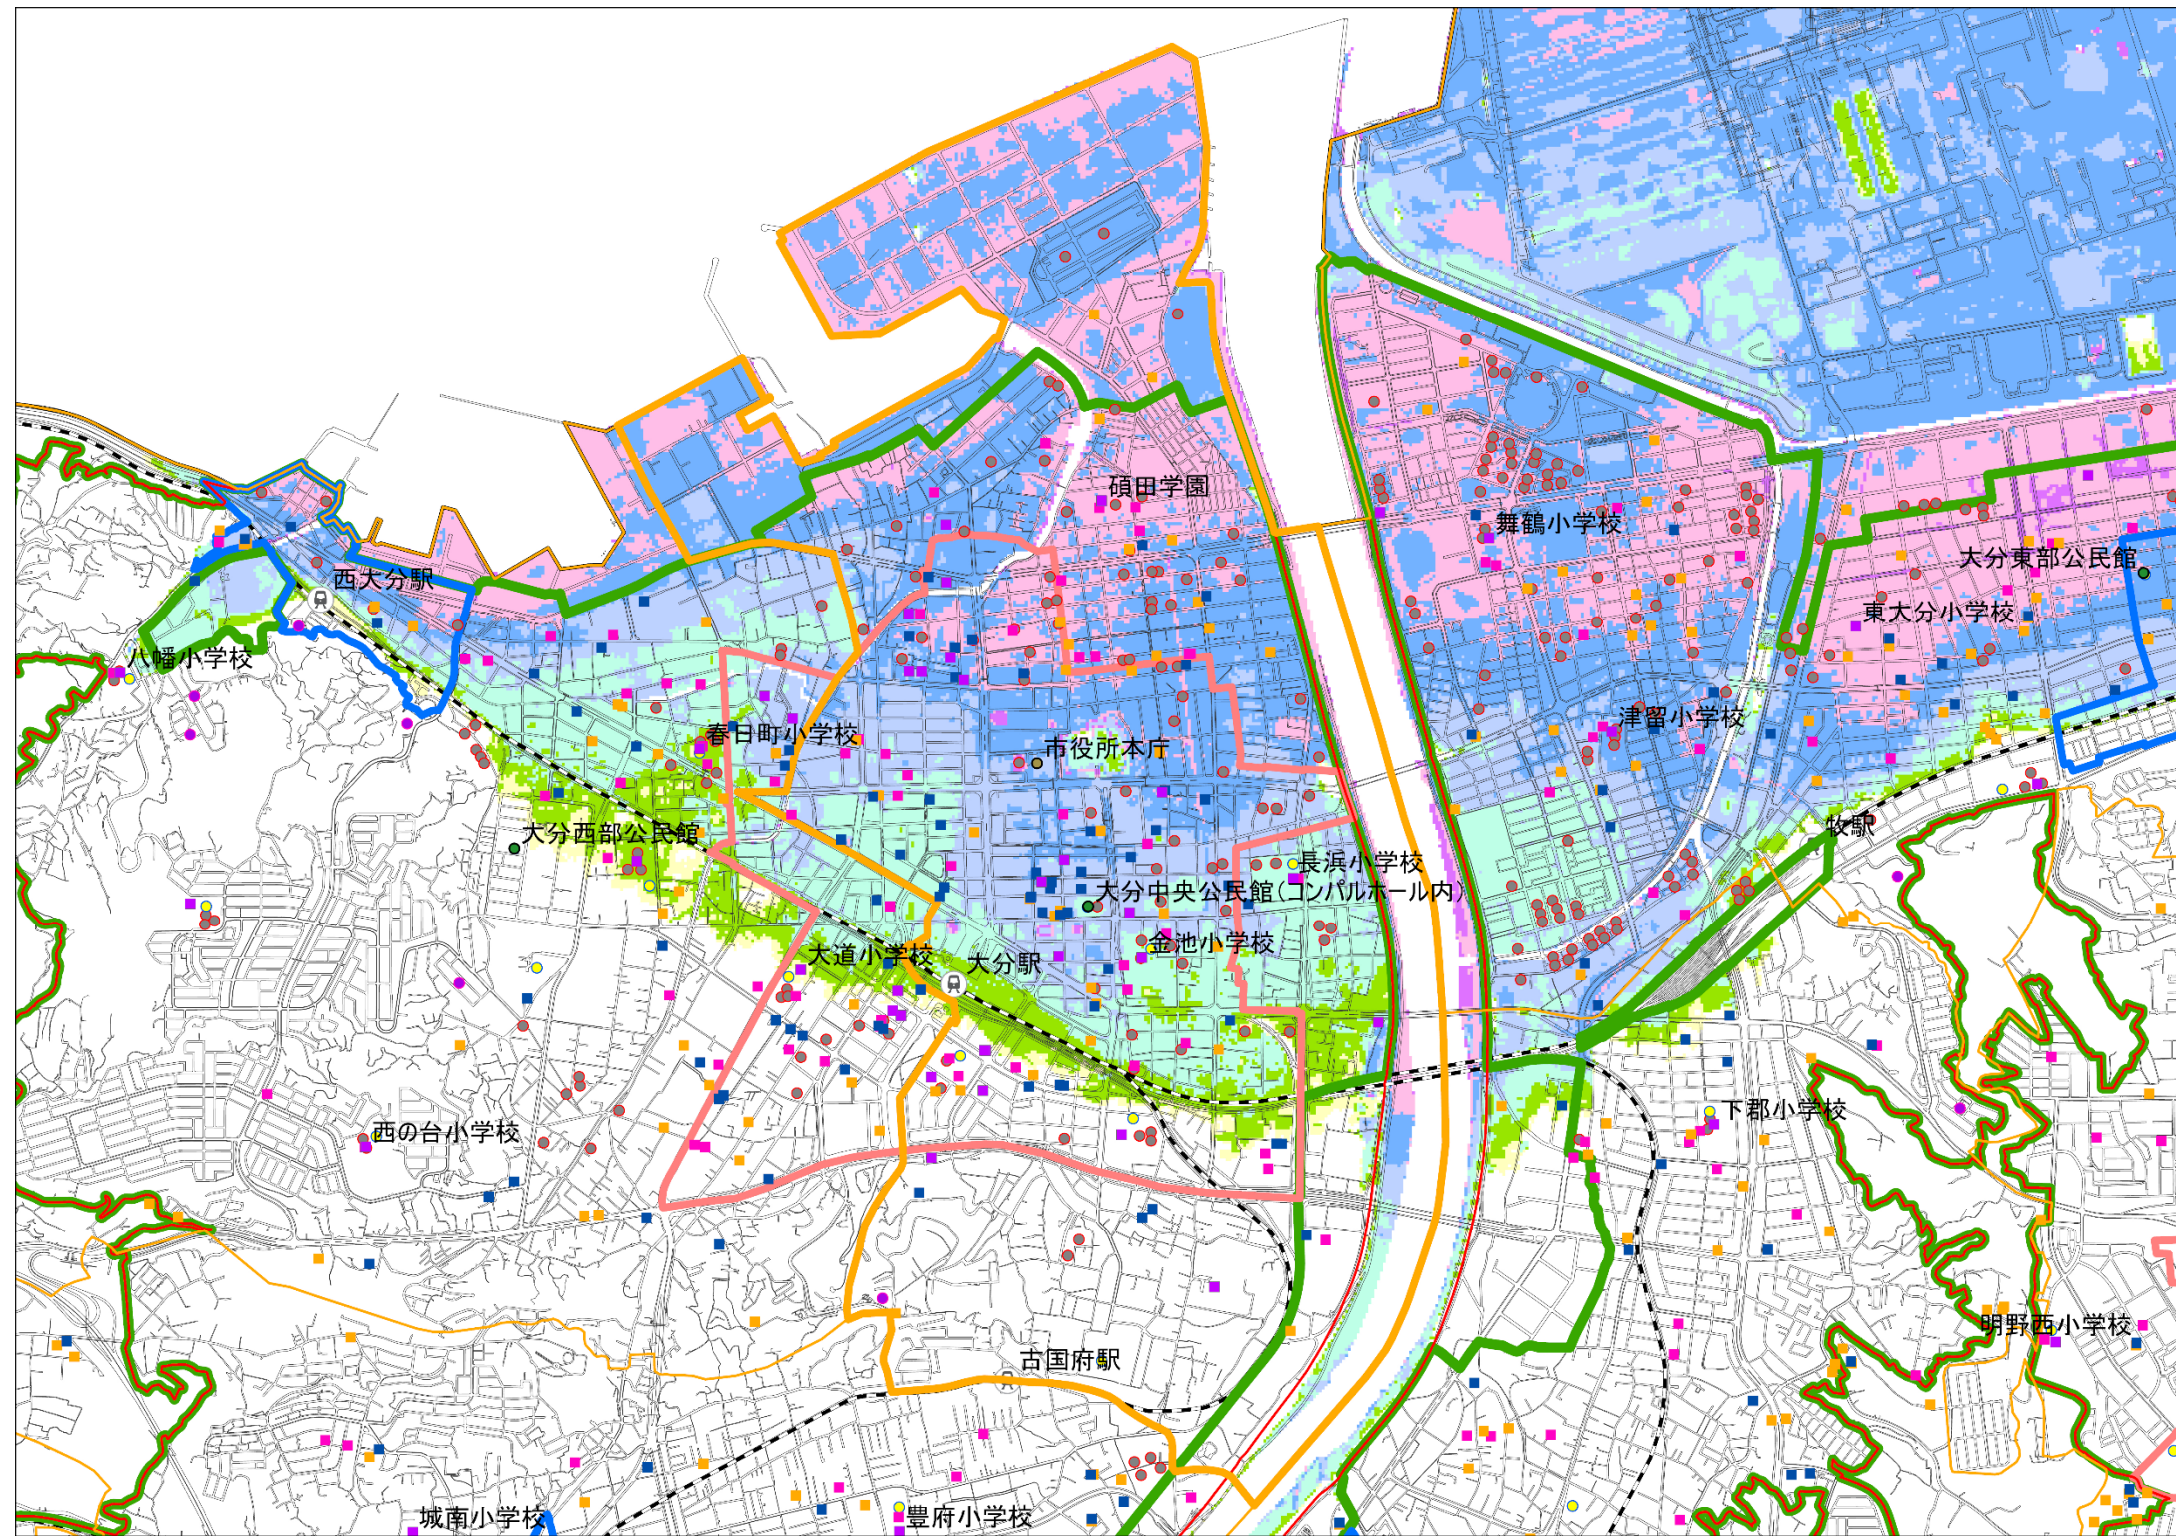 碩田学園
舞鶴小学校
大分東部公民館
西大分駅
東大分小学校
八幡小学校
津留小学校
春日町小学校
市役所本庁
牧駅
大分西部公民館
長浜小学校
大分中央公民館(コンパルホール内)
金池小学校
大道小学校
大分駅
下郡小学校
西の台小学校
明野西小学校
古国府駅
城南小学校
豊府小学校